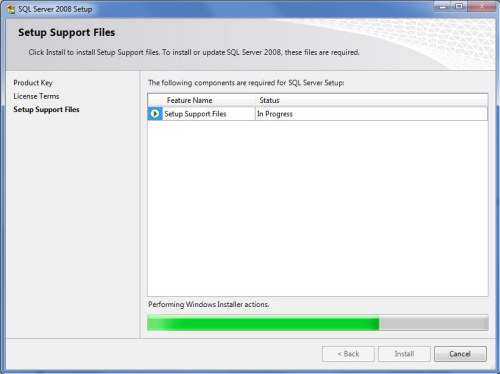 SQL Server 2008 Setup
Setup Support Files
Click Install to install Setup Support files. To install or update SQL Server 2008, these files are required.
Product Key
License Terms
Setup Support Files
The following components are required for SQL Server Setup:
Feature Name Status
Setup Support Files In Progress
Performing Windows Installer actions.
< Back Install Cancel